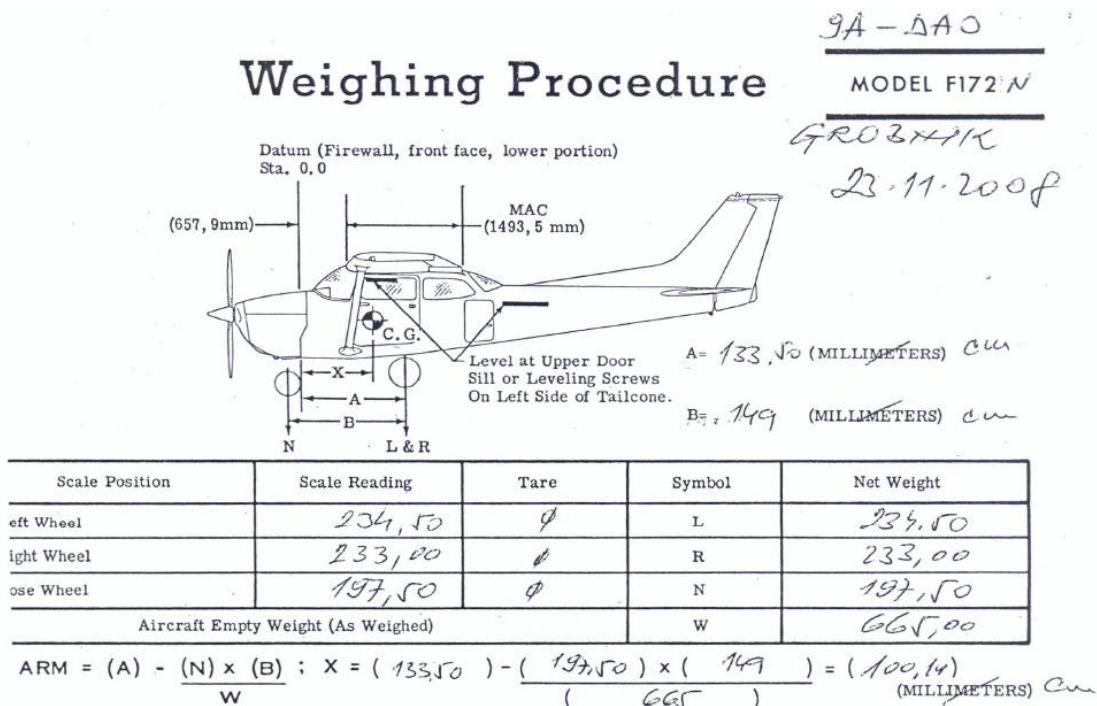 9A-DAO
Weighing Procedure
MODEL F172 N
GROBNIK
23.11.2008
Datum (Firewall, front face, lower portion)
Sta. 0.0
(657, 9mm)
MAC
(1493, 5 mm)
C.G.
Level at Upper Door
Sill or Leveling Screws
On Left Side of Tailcone.
X
A
B
N L & R
A= 133,50 (MILLIMETERS) cm
B= 149 (MILLIMETERS) cm
Scale Position Scale Reading Tare Symbol Net Weight
eft Wheel 234,50 ø L 234.50
ight Wheel 233,00 ø R 233,00
ose Wheel 197,50 ø N 197,50
Aircraft Empty Weight (As Weighed) W 665,00
ARM = (A) - (N) x (B) ; X = ( 133,50 ) - ( 197,50 ) x ( 149 ) = ( 100,14)
W ( 665 ) (MILLIMETERS) cm